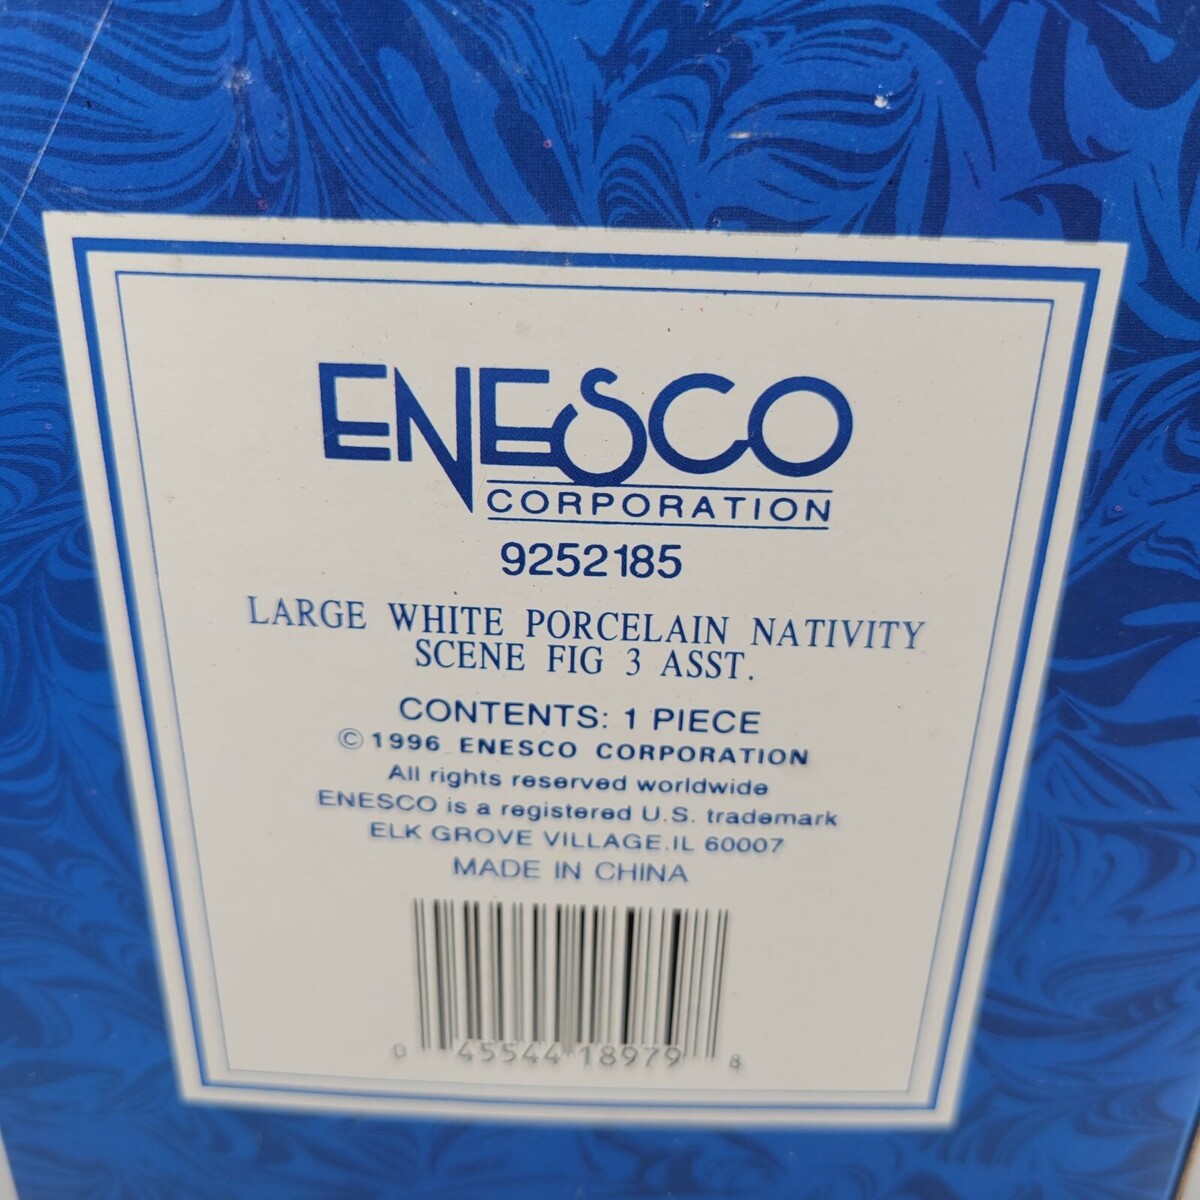 ENESCO
CORPORATION
9252185
LARGE WHITE PORCELAIN NATIVITY
SCENE FIG 3 ASST.
CONTENTS: 1 PIECE
© 1996 ENESCO CORPORATION
All rights reserved worldwide
ENESCO is a registered U.S. trademark
ELK GROVE VILLAGE.IL 60007
MADE IN CHINA
0 45544 18979 8